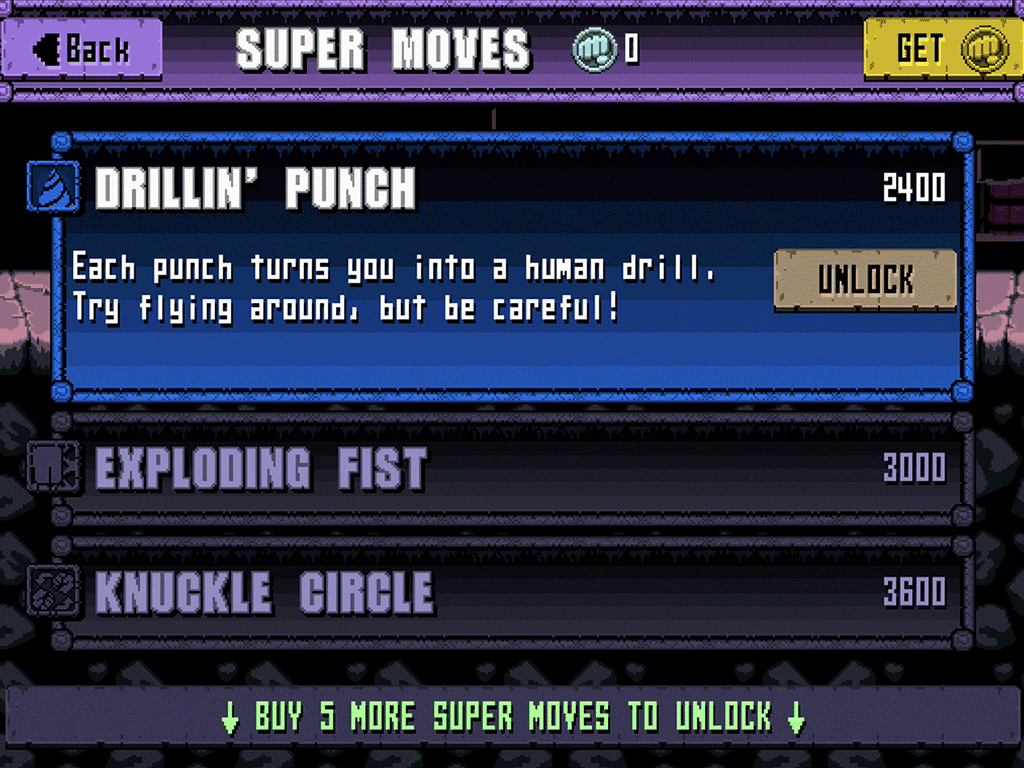 Back
SUPER MOVES
0
GET
DRILLIN' PUNCH
2400
Each punch turns you into a human drill.
Try flying around, but be careful!
UNLOCK
EXPLODING FIST
3000
KNUCKLE CIRCLE
3600
BUY 5 MORE SUPER MOVES TO UNLOCK